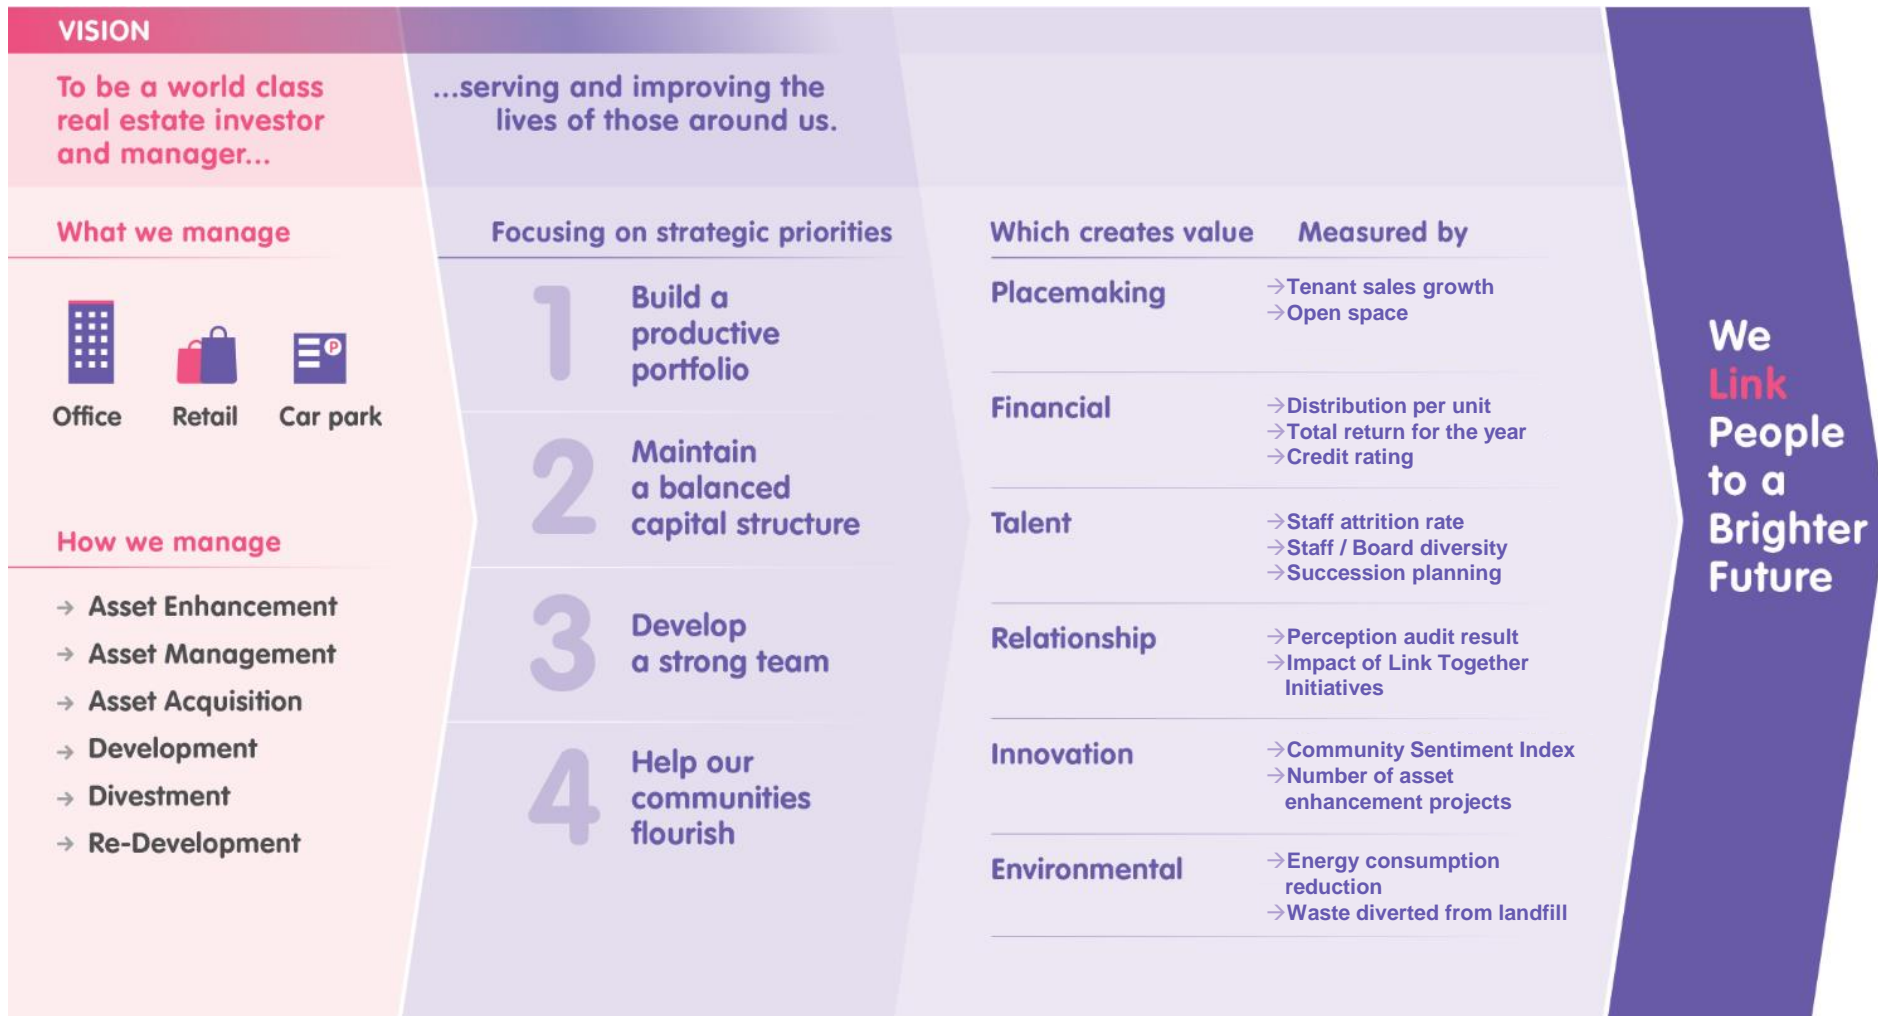 VISION
To be a world class
real estate investor
and manager...
...serving and improving the
lives of those around us.
What we manage
P
Office
Retail
Car park
How we manage
→ Asset Enhancement
→ Asset Management
→ Asset Acquisition
→ Development
→ Divestment
→ Re-Development
Focusing on strategic priorities
1
Build a
productive
portfolio
2
Maintain
a balanced
capital structure
3
Develop
a strong team
4
Help our
communities
flourish
Which creates value
Measured by
Placemaking
→Tenant sales growth
→Open space
Financial
→Distribution per unit
→Total return for the year
→Credit rating
Talent
→Staff attrition rate
→Staff / Board diversity
→Succession planning
Relationship
→Perception audit result
→Impact of Link Together
Initiatives
Innovation
→Community Sentiment Index
→Number of asset
enhancement projects
Environmental
→Energy consumption
reduction
→Waste diverted from landfill
We
Link
People
to a
Brighter
Future